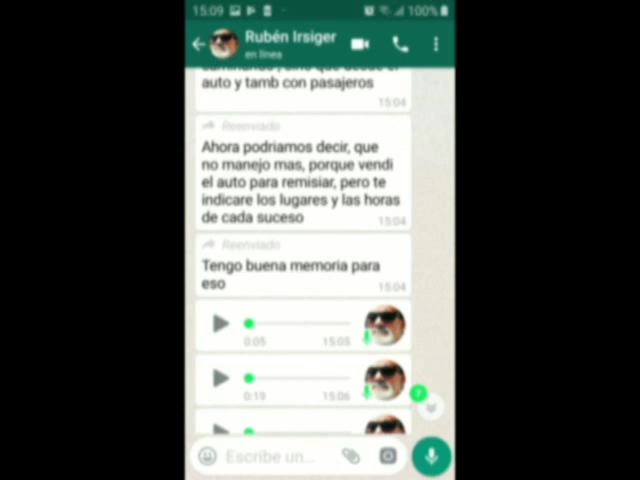 15:09
100%
Rubén Irsiger
en línea
auto y tamb con pasajeros
15:04
Reenviado
Ahora podriamos decir, que
no manejo mas, porque vendi
el auto para remisiar, pero te
indicare los lugares y las horas
de cada suceso
15:04
Reenviado
Tengo buena memoria para
eso
15:04
0:05
15:05
0:19
15:06
Escribe un...